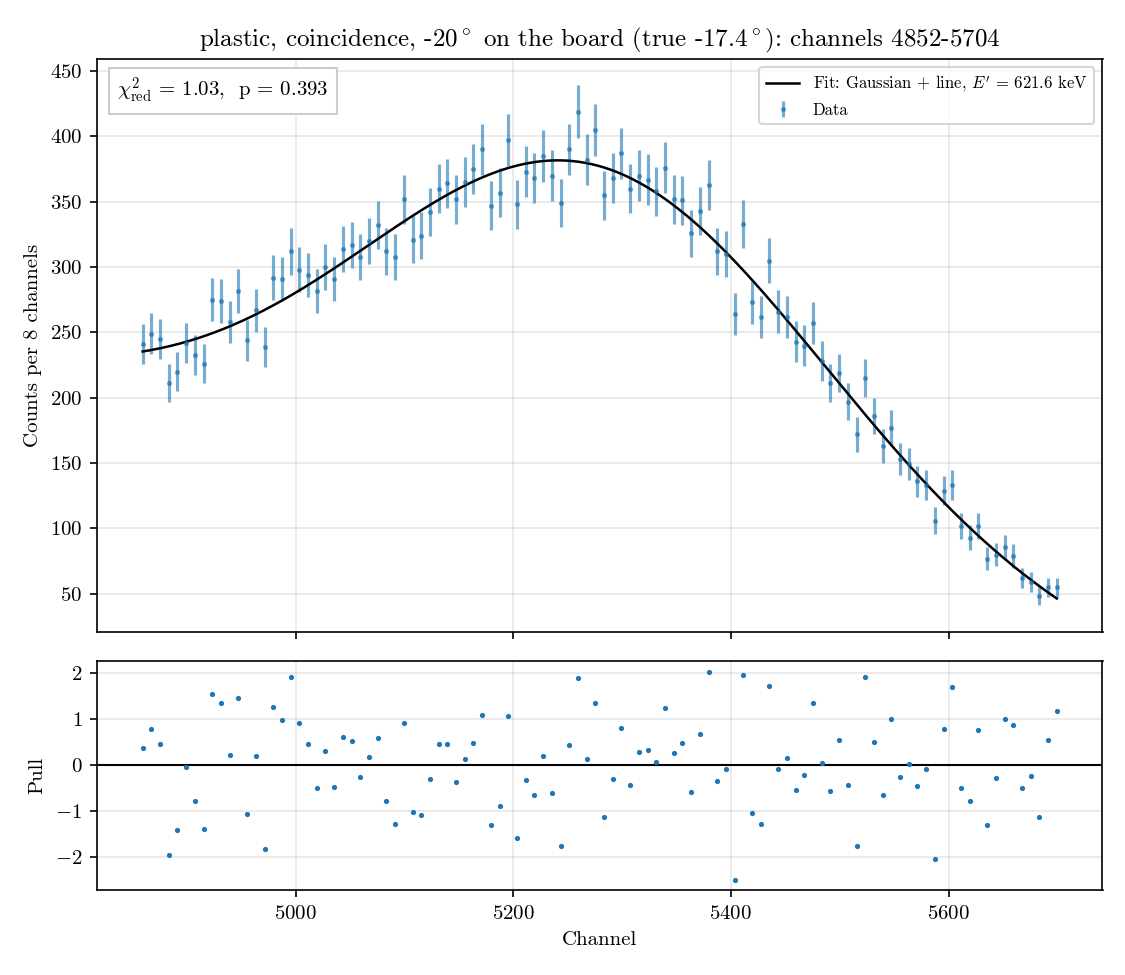 plastic, coincidence, -20° on the board (true -17.4°): channels 4852-5704
χ²red = 1.03, p = 0.393
Fit: Gaussian + line, E′ = 621.6 keV
Data
450
400
350
300
250
200
150
100
50
Counts per 8 channels
2
1
0
−1
−2
Pull
5000 5200 5400 5600
Channel